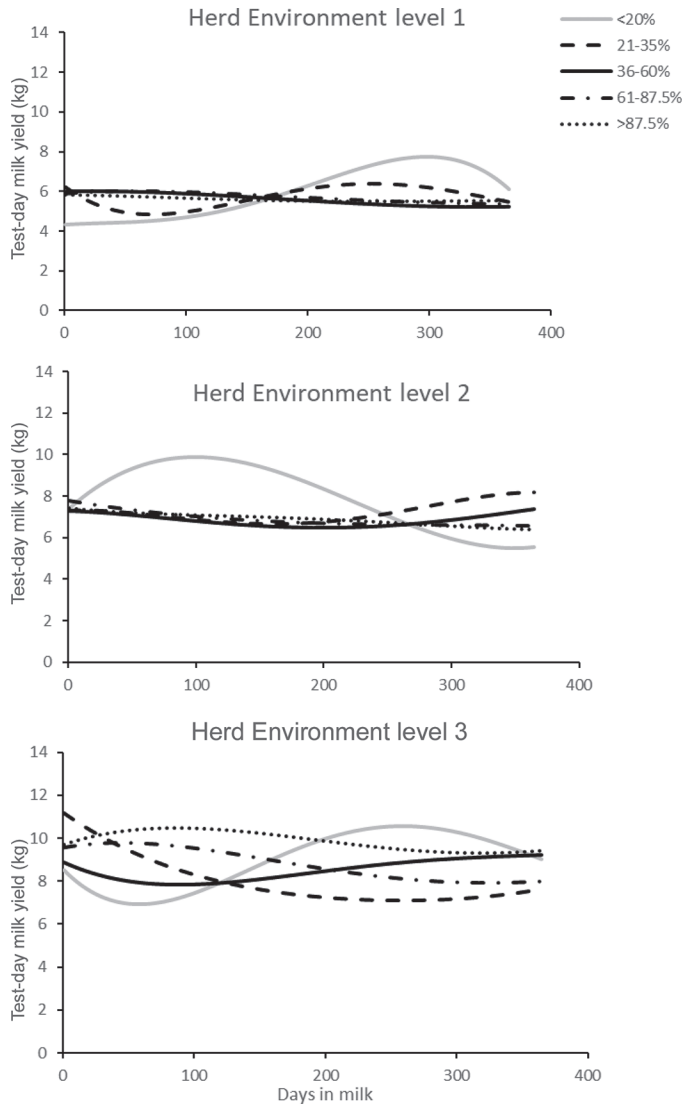 Herd Environment level 1
<20%
21-35%
36-60%
61-87.5%
>87.5%
Test-day milk yield (kg)
14
12
10
8
6
4
2
0
0 100 200 300 400
Herd Environment level 2
Test-day milk yield (kg)
14
12
10
8
6
4
2
0
0 100 200 300 400
Herd Environment level 3
Test-day milk yield (kg)
14
12
10
8
6
4
2
0
0 100 200 300 400
Days in milk